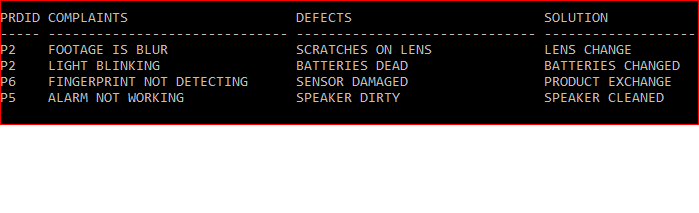 PRDID COMPLAINTS DEFECTS SOLUTION
----- ------------------------------ ------------------------------ -------------------
P2 FOOTAGE IS BLUR SCRATCHES ON LENS LENS CHANGE
P2 LIGHT BLINKING BATTERIES DEAD BATTERIES CHANGED
P6 FINGERPRINT NOT DETECTING SENSOR DAMAGED PRODUCT EXCHANGE
P5 ALARM NOT WORKING SPEAKER DIRTY SPEAKER CLEANED